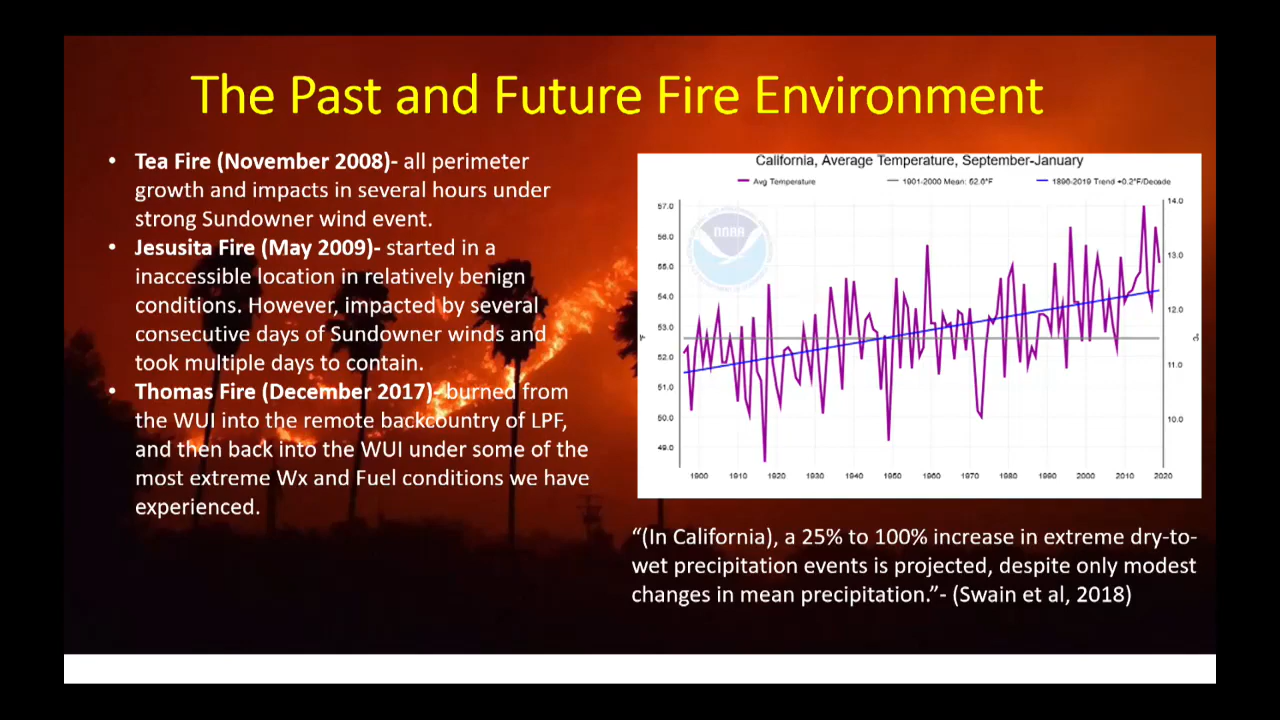 The Past and Future Fire Environment
• Tea Fire (November 2008)- all perimeter
growth and impacts in several hours under
strong Sundowner wind event.
• Jesusita Fire (May 2009)- started in a
inaccessible location in relatively benign
conditions. However, impacted by several
consecutive days of Sundowner winds and
took multiple days to contain.
• Thomas Fire (December 2017)- burned from
the WUI into the remote backcountry of LPF,
and then back into the WUI under some of the
most extreme Wx and Fuel conditions we have
experienced.
California, Average Temperature, September-January
Avg Temperature 1901-2000 Mean: 52.6°F 1896-2019 Trend +0.2°F/Decade
NOAA
57.0
56.0
55.0
54.0
53.0
52.0
51.0
50.0
49.0
°F
14.0
13.0
12.0
11.0
10.0
°C
1900 1910 1920 1930 1940 1950 1960 1970 1980 1990 2000 2010 2020
“(In California), a 25% to 100% increase in extreme dry-to-
wet precipitation events is projected, despite only modest
changes in mean precipitation.”- (Swain et al, 2018)